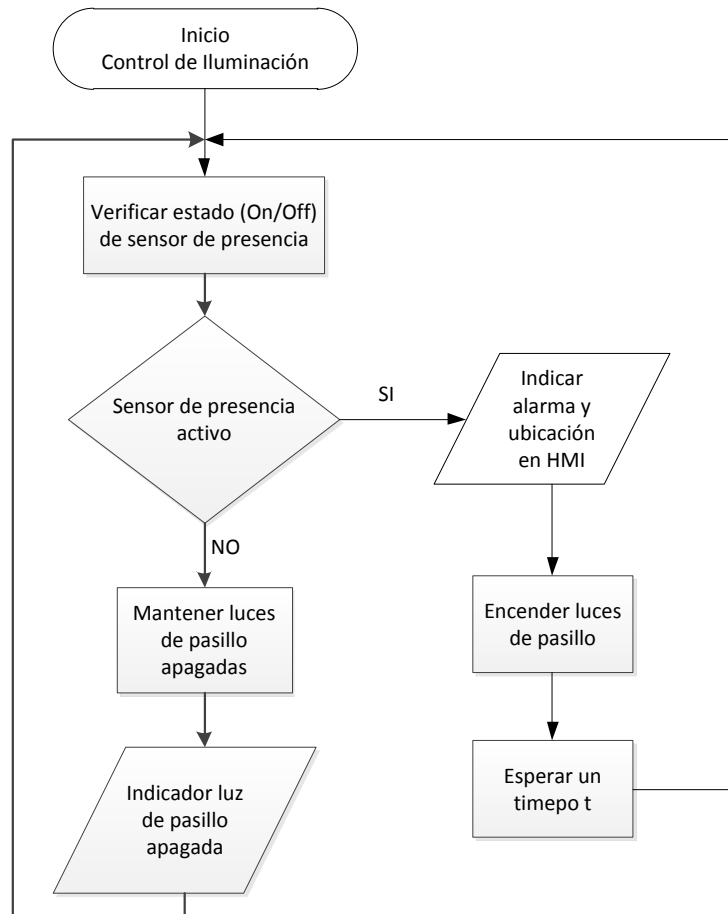 Inicio
Control de Iluminación
Verificar estado (On/Off)
de sensor de presencia
Sensor de presencia
activo
SI
Indicar
alarma y
ubicación
en HMI
NO
Mantener luces
de pasillo
apagadas
Encender luces
de pasillo
Indicador luz
de pasillo
apagada
Esperar un
timepo t